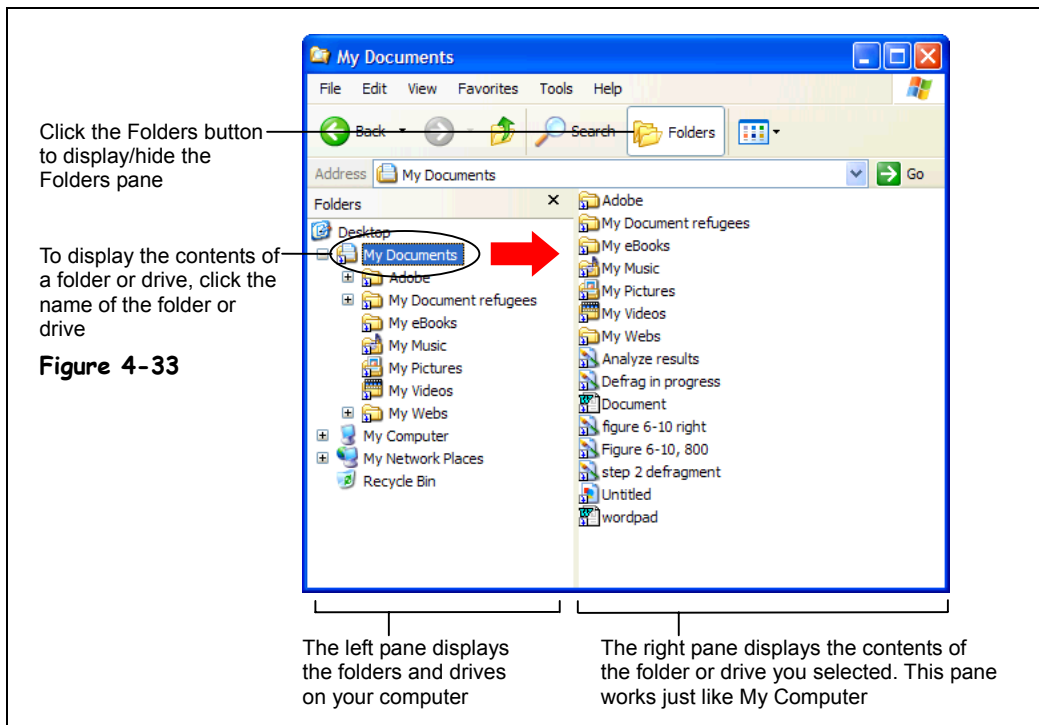 My Documents
File Edit View Favorites Tools Help
Click the Folders button
to display/hide the
Folders pane
Back Search Folders
Address My Documents Go
Folders
To display the contents of
a folder or drive, click the
name of the folder or
drive
Figure 4-33
Desktop
My Documents
Adobe
My Document refugees
My eBooks
My Music
My Pictures
My Videos
My Webs
My Computer
My Network Places
Recycle Bin
Adobe
My Document refugees
My eBooks
My Music
My Pictures
My Videos
My Webs
Analyze results
Defrag in progress
Document
figure 6-10 right
Figure 6-10, 800
step 2 defragment
Untitled
wordpad
The left pane displays
the folders and drives
on your computer
The right pane displays the contents of
the folder or drive you selected. This pane
works just like My Computer